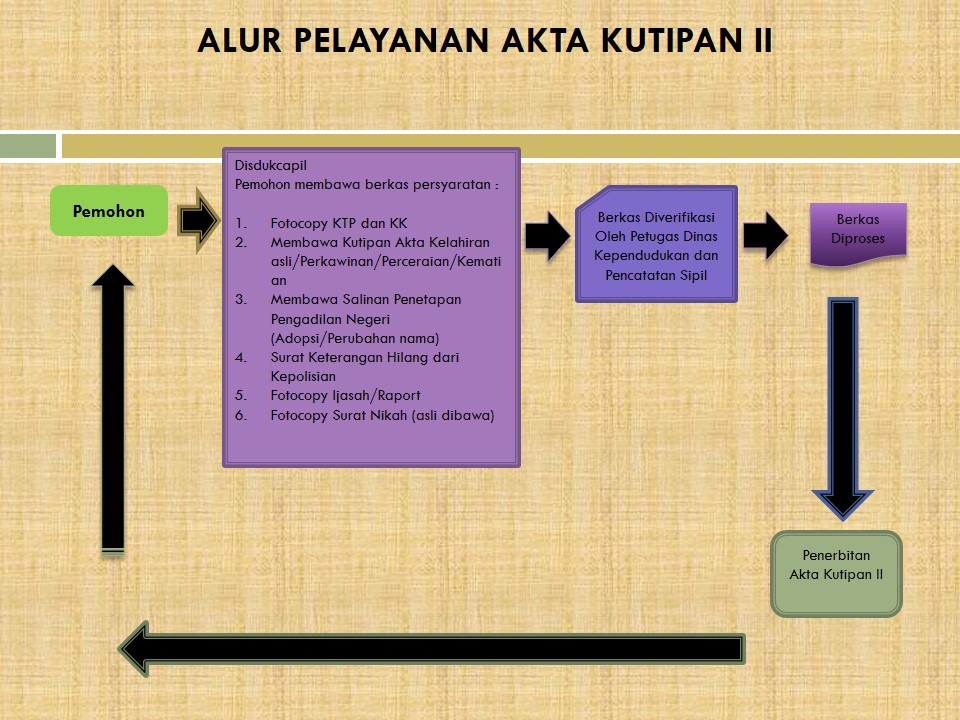 ALUR PELAYANAN AKTA KUTIPAN II
Pemohon
Disdukcapil
Pemohon membawa berkas persyaratan :
1. Fotocopy KTP dan KK
2. Membawa Kutipan Akta Kelahiran
asli/Perkawinan/Perceraian/Kemati
an
3. Membawa Salinan Penetapan
Pengadilan Negeri
(Adopsi/Perubahan nama)
4. Surat Keterangan Hilang dari
Kepolisian
5. Fotocopy Ijasah/Raport
6. Fotocopy Surat Nikah (asli dibawa)
Berkas Diverifikasi
Oleh Petugas Dinas
Kependudukan dan
Pencatatan Sipil
Berkas
Diproses
Penerbitan
Akta Kutipan II